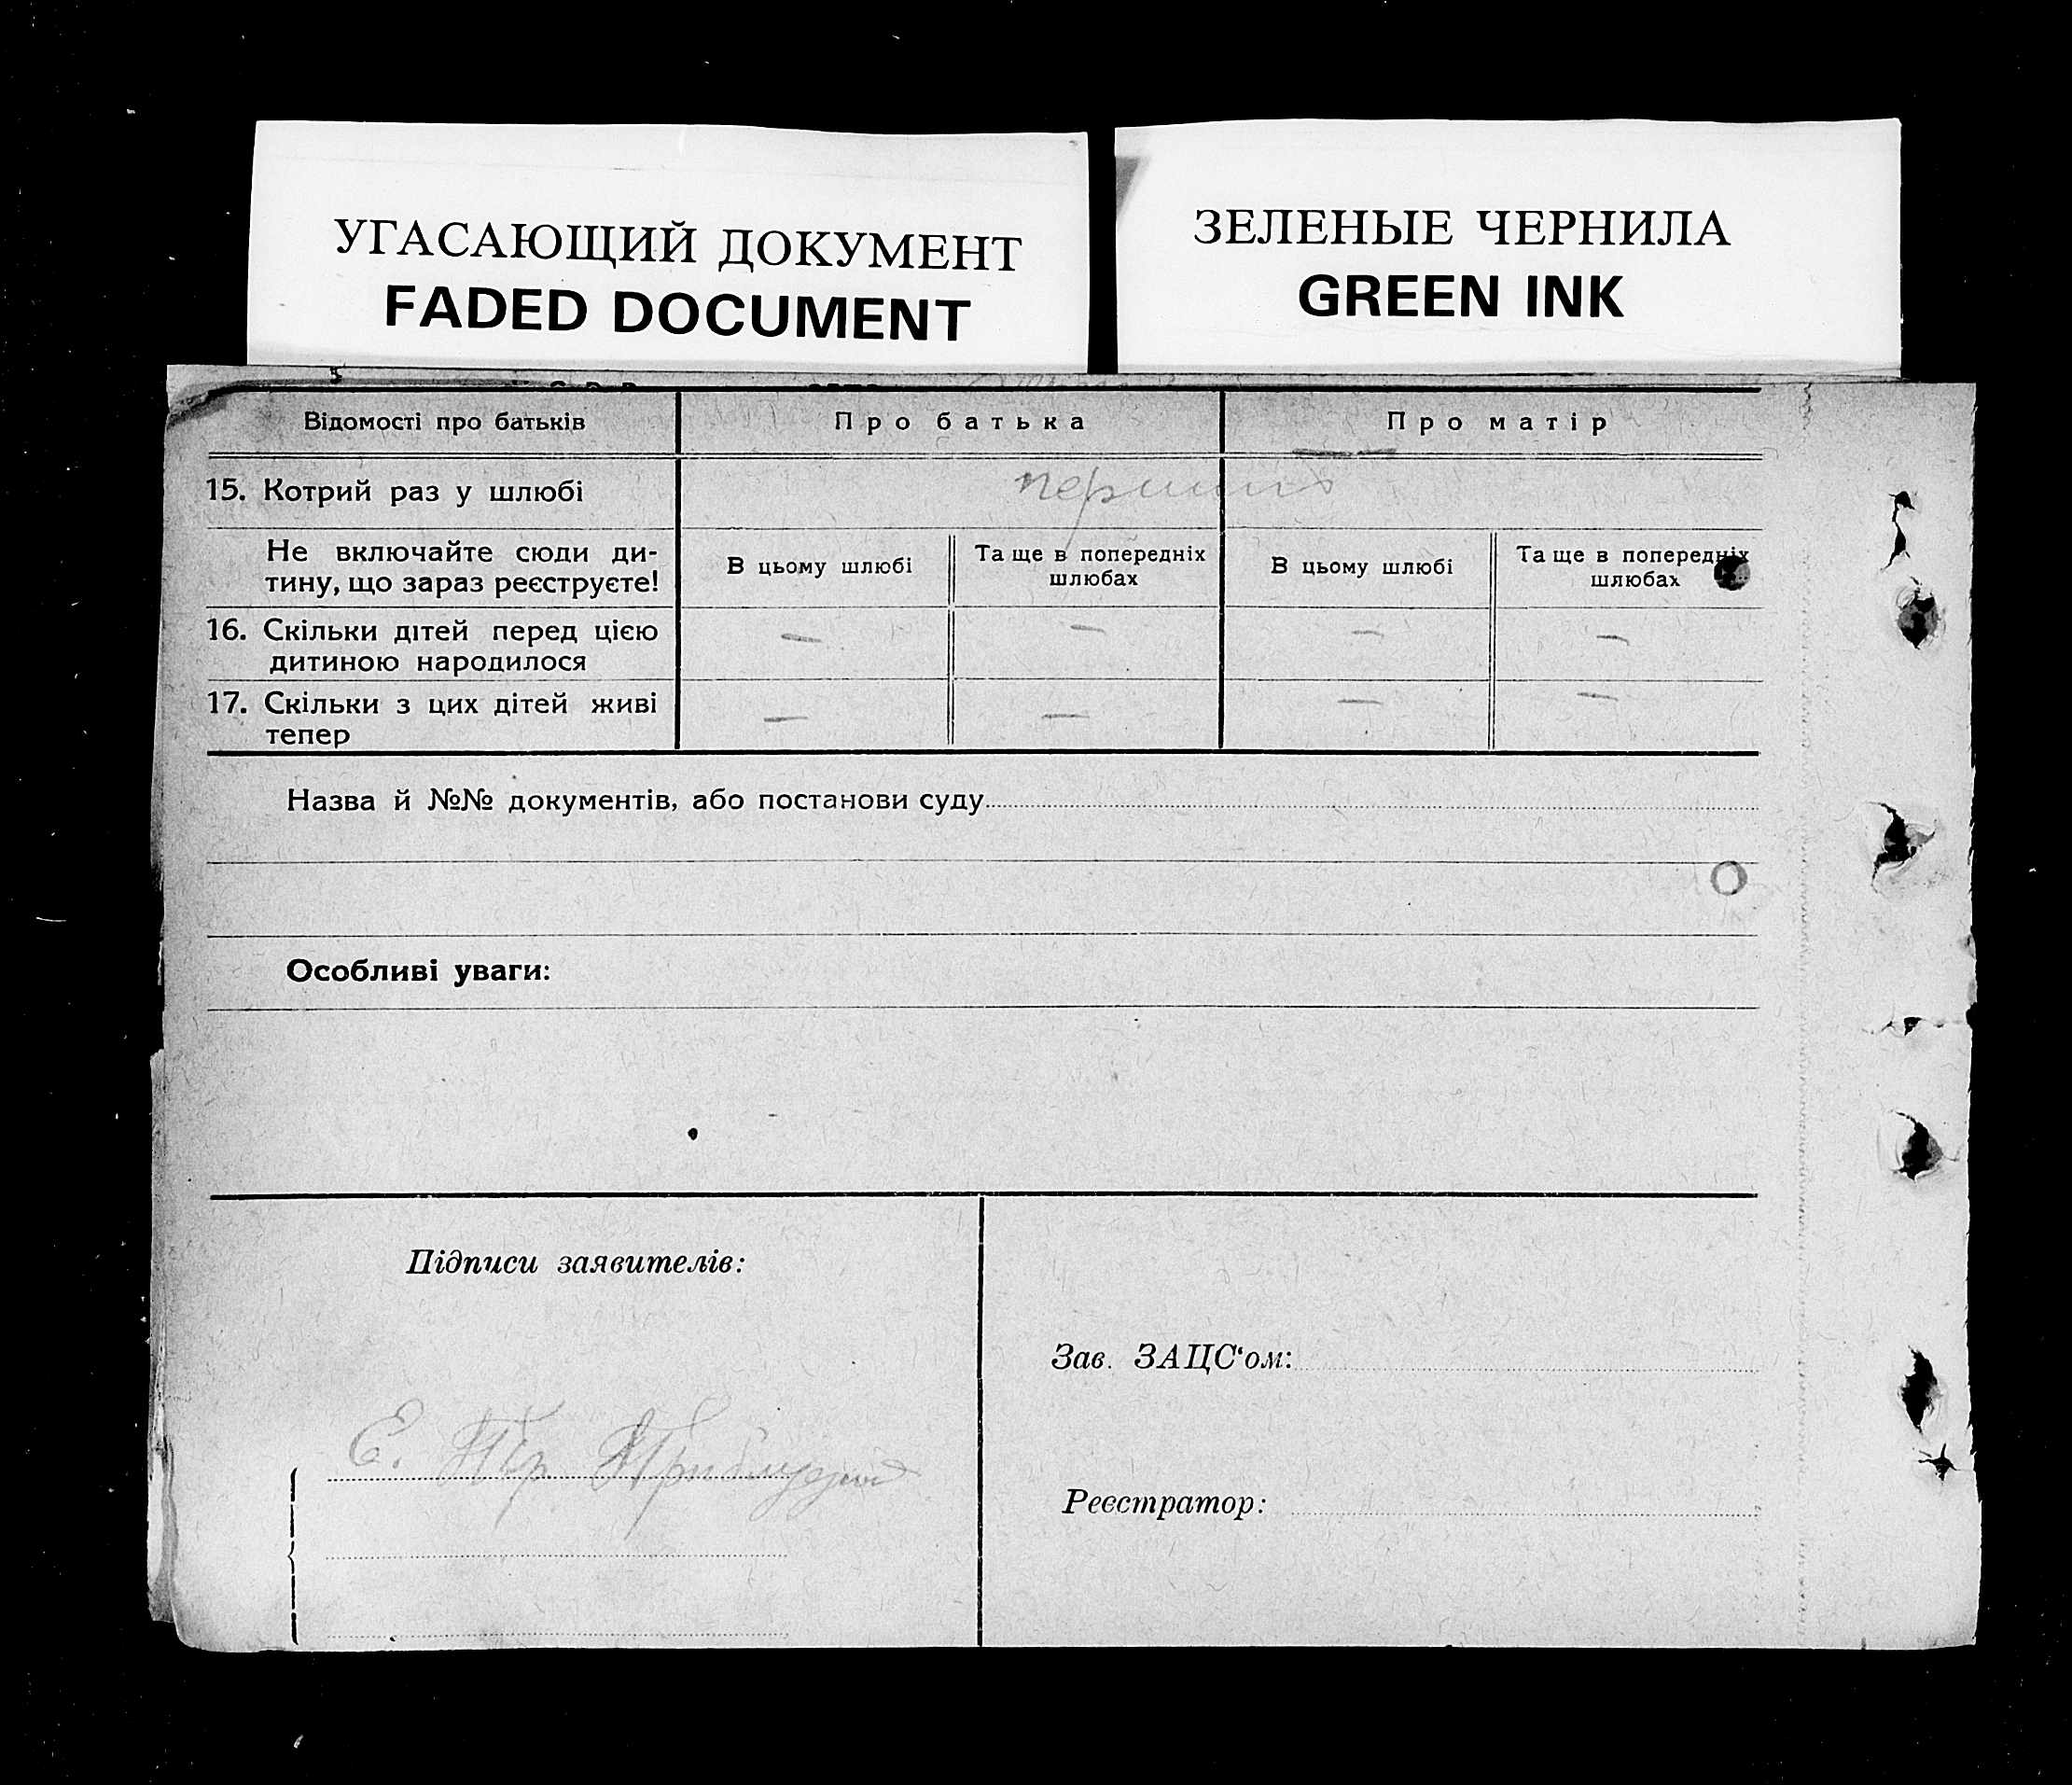 УГАСАЮЩИЙ ДОКУМЕНТ
FADED DOCUMENT
ЗЕЛЕНЫЕ ЧЕРНИЛА
GREEN INK
Відомості про батьків
Про батька
Про матір
15. Котрий раз у шлюбі
Не включайте сюди ди-
тину, що зараз реєструєте!
В цьому шлюбі
Та ще в попередніх
шлюбах
В цьому шлюбі
Та ще в попередніх
шлюбах
16. Скільки дітей перед цією
дитиною народилося
— — — —
17. Скільки з цих дітей живі
тепер
— — — —
Назва й №№ документів, або постанови суду
Особливі уваги:
Підписи заявителів:
Е.
Зав. ЗАЦС‘ом:
Реєстратор: